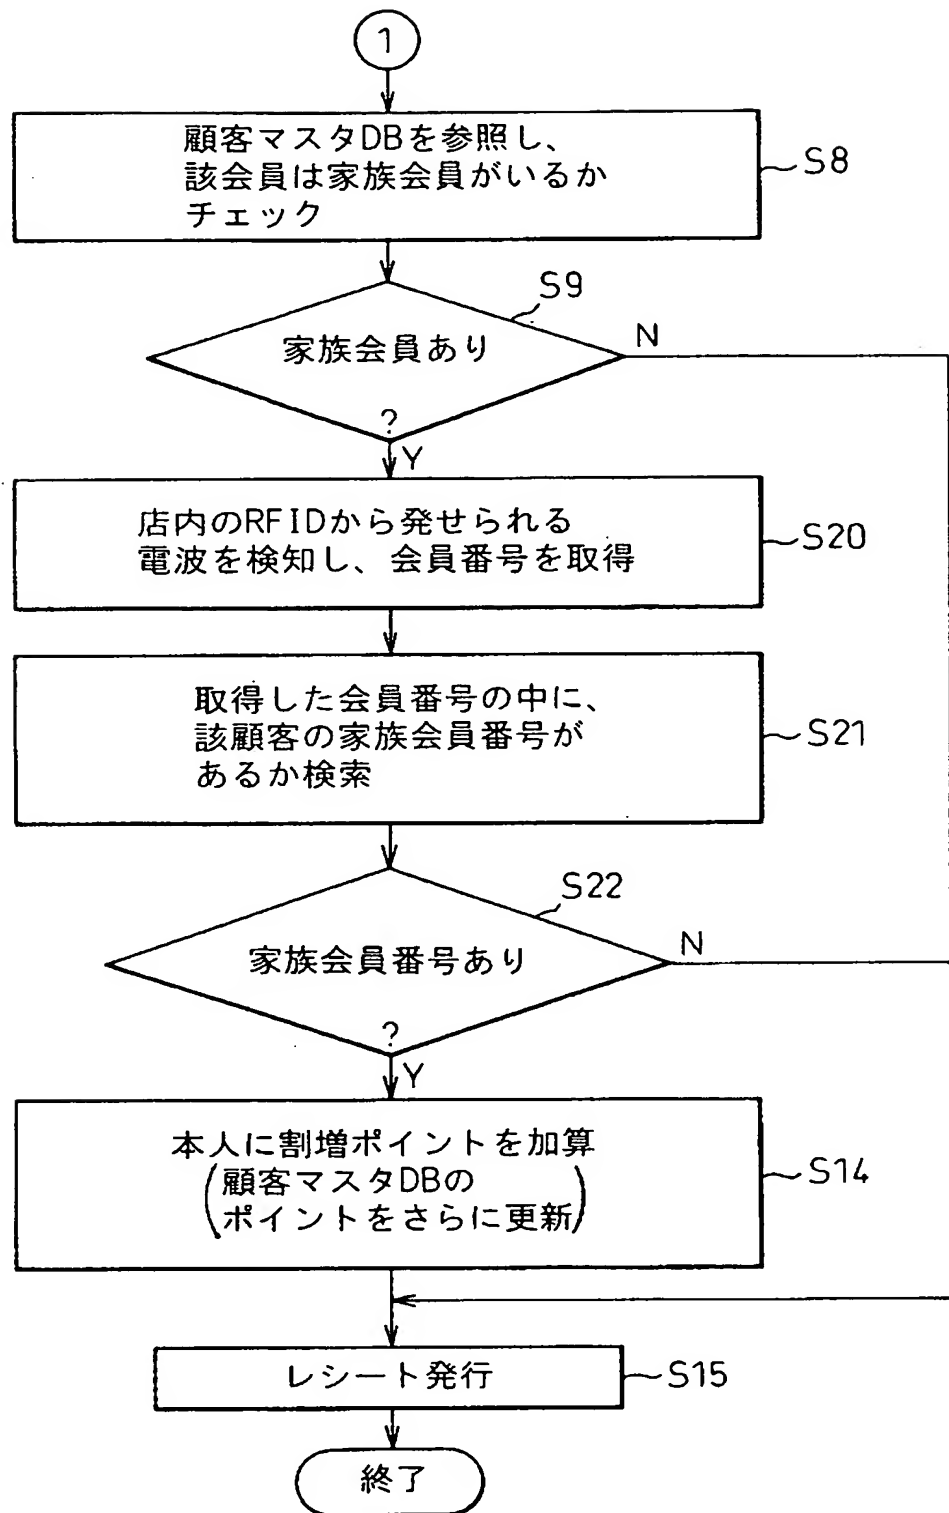 1
顧客マスタDBを参照し、
該会員は家族会員がいるか
チェック
S8
S9
家族会員あり
?
N
Y
店内のRFIDから発せられる
電波を検知し、会員番号を取得
S20
取得した会員番号の中に、
該顧客の家族会員番号が
あるか検索
S21
S22
家族会員番号あり
?
N
Y
本人に割増ポイントを加算
(顧客マスタDBの
ポイントをさらに更新)
S14
レシート発行
S15
終了